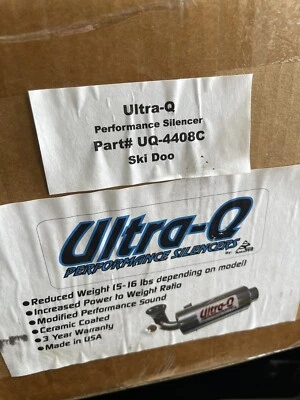 Ultra-Q
Performance Silencer
Part# UQ-4408C
Ski Doo
Ultra-Q
PERFORMANCE SILENCERS
by
• Reduced Weight (5-16 lbs depending on model)
• Increased Power to Weight Ratio
• Modified Performance Sound
• Ceramic Coated
• 3 Year Warranty
• Made in USA
Ultra-Q